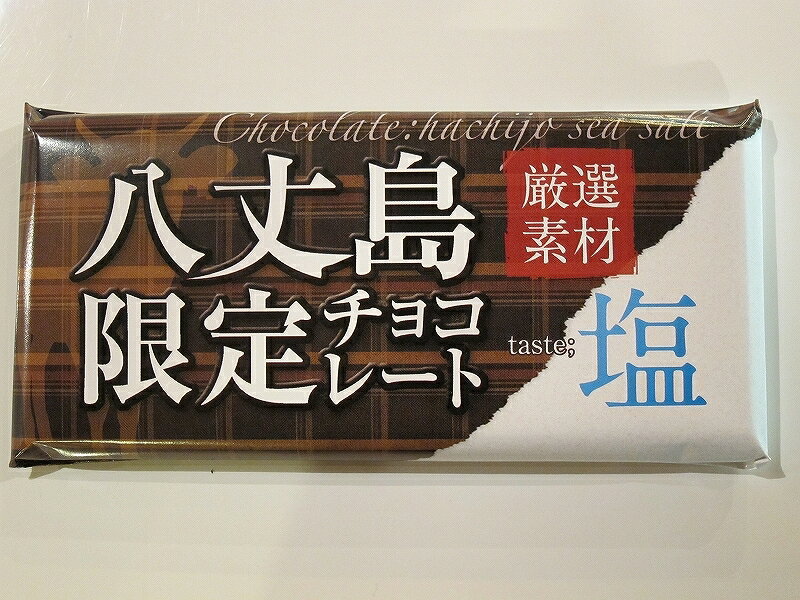 Chocolate:hachijo sea salt
八丈島
限定チョコレート
厳選
素材
taste;塩